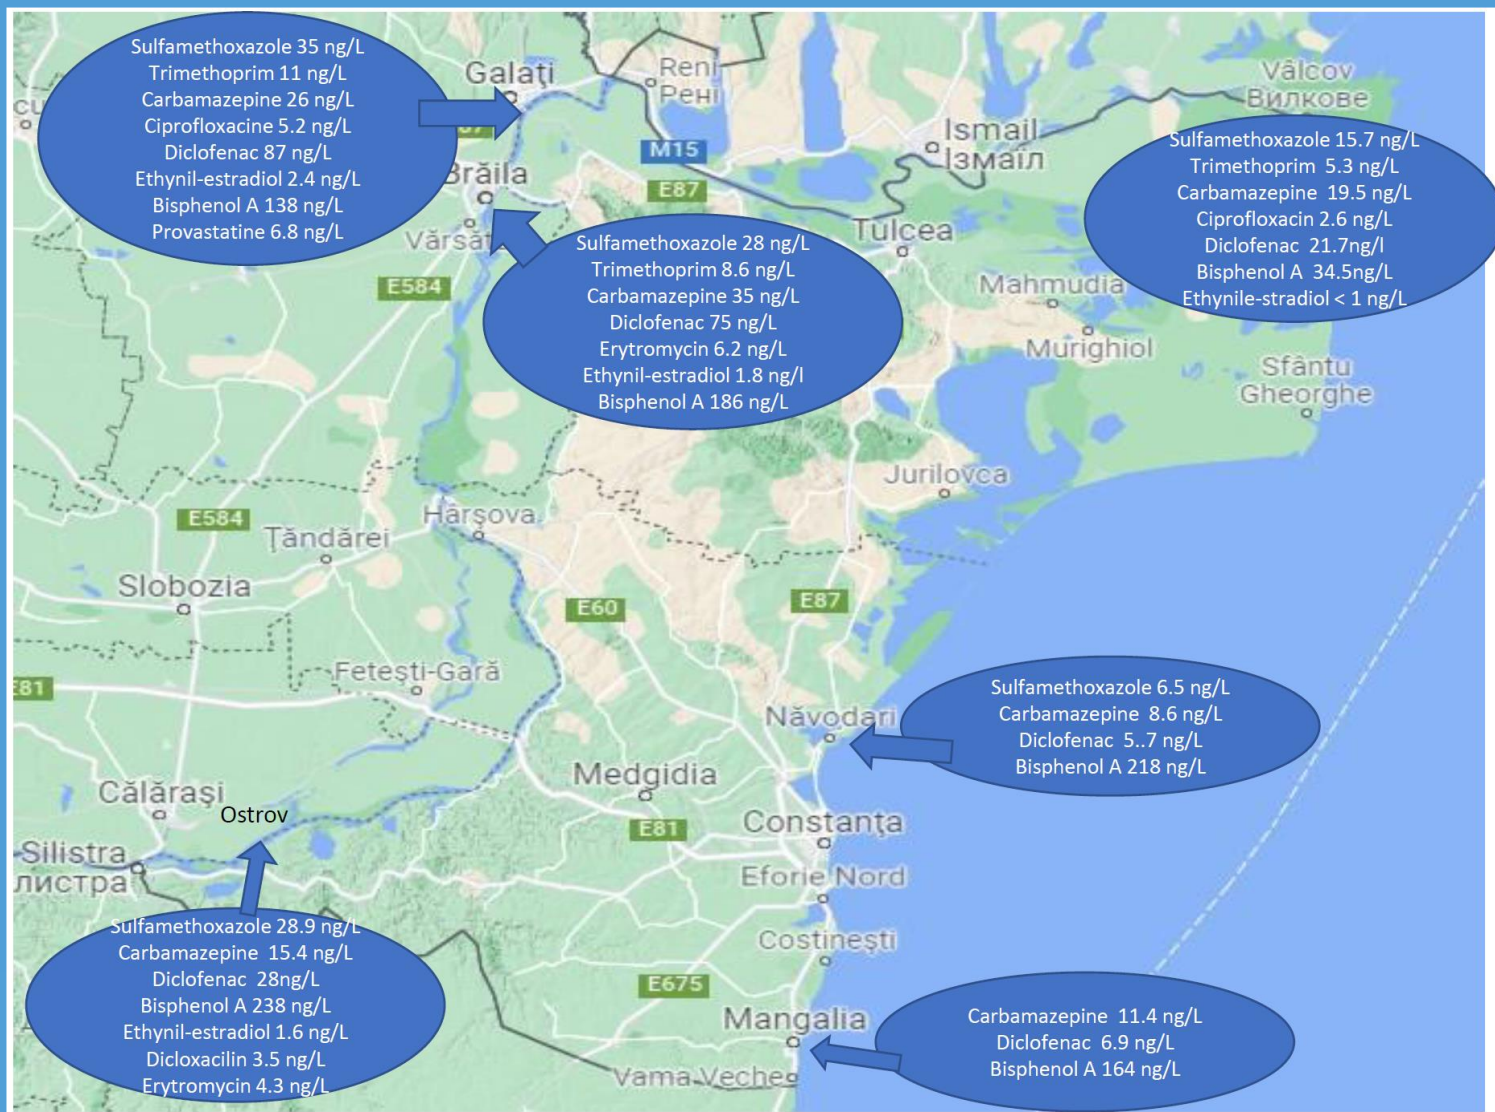 Sulfamethoxazole 35 ng/L
Trimethoprim 11 ng/L
Carbamazepine 26 ng/L
Ciprofloxacine 5.2 ng/L
Diclofenac 87 ng/L
Ethynil-estradiol 2.4 ng/L
Bisphenol A 138 ng/L
Provastatine 6.8 ng/L
Galați
Reni
Рені
Vâlcov
Вилкове
Ismail
Ізмаїл
M15
E87
Brăila
Sulfamethoxazole 15.7 ng/L
Trimethoprim 5.3 ng/L
Carbamazepine 19.5 ng/L
Ciprofloxacin 2.6 ng/L
Diclofenac 21.7ng/l
Bisphenol A 34.5ng/L
Ethynile-stradiol < 1 ng/L
Sulfamethoxazole 28 ng/L
Trimethoprim 8.6 ng/L
Carbamazepine 35 ng/L
Diclofenac 75 ng/L
Erytromycin 6.2 ng/L
Ethynil-estradiol 1.8 ng/l
Bisphenol A 186 ng/L
Tulcea
E584
Mahmudia
Murighiol
Sfântu
Gheorghe
Jurilovca
E584
Hârșova
Țăndărei
Slobozia
E60
E87
Fetești-Gară
E81
Năvodari
Sulfamethoxazole 6.5 ng/L
Carbamazepine 8.6 ng/L
Diclofenac 5..7 ng/L
Bisphenol A 218 ng/L
Medgidia
Călărași
Ostrov
E81
Constanța
Silistra
листра
Eforie Nord
Costinești
Sulfamethoxazole 28.9 ng/L
Carbamazepine 15.4 ng/L
Diclofenac 28ng/L
Bisphenol A 238 ng/L
Ethynil-estradiol 1.6 ng/L
Dicloxacilin 3.5 ng/L
Erytromycin 4.3 ng/L
E675
Mangalia
Vama Veche
Carbamazepine 11.4 ng/L
Diclofenac 6.9 ng/L
Bisphenol A 164 ng/L